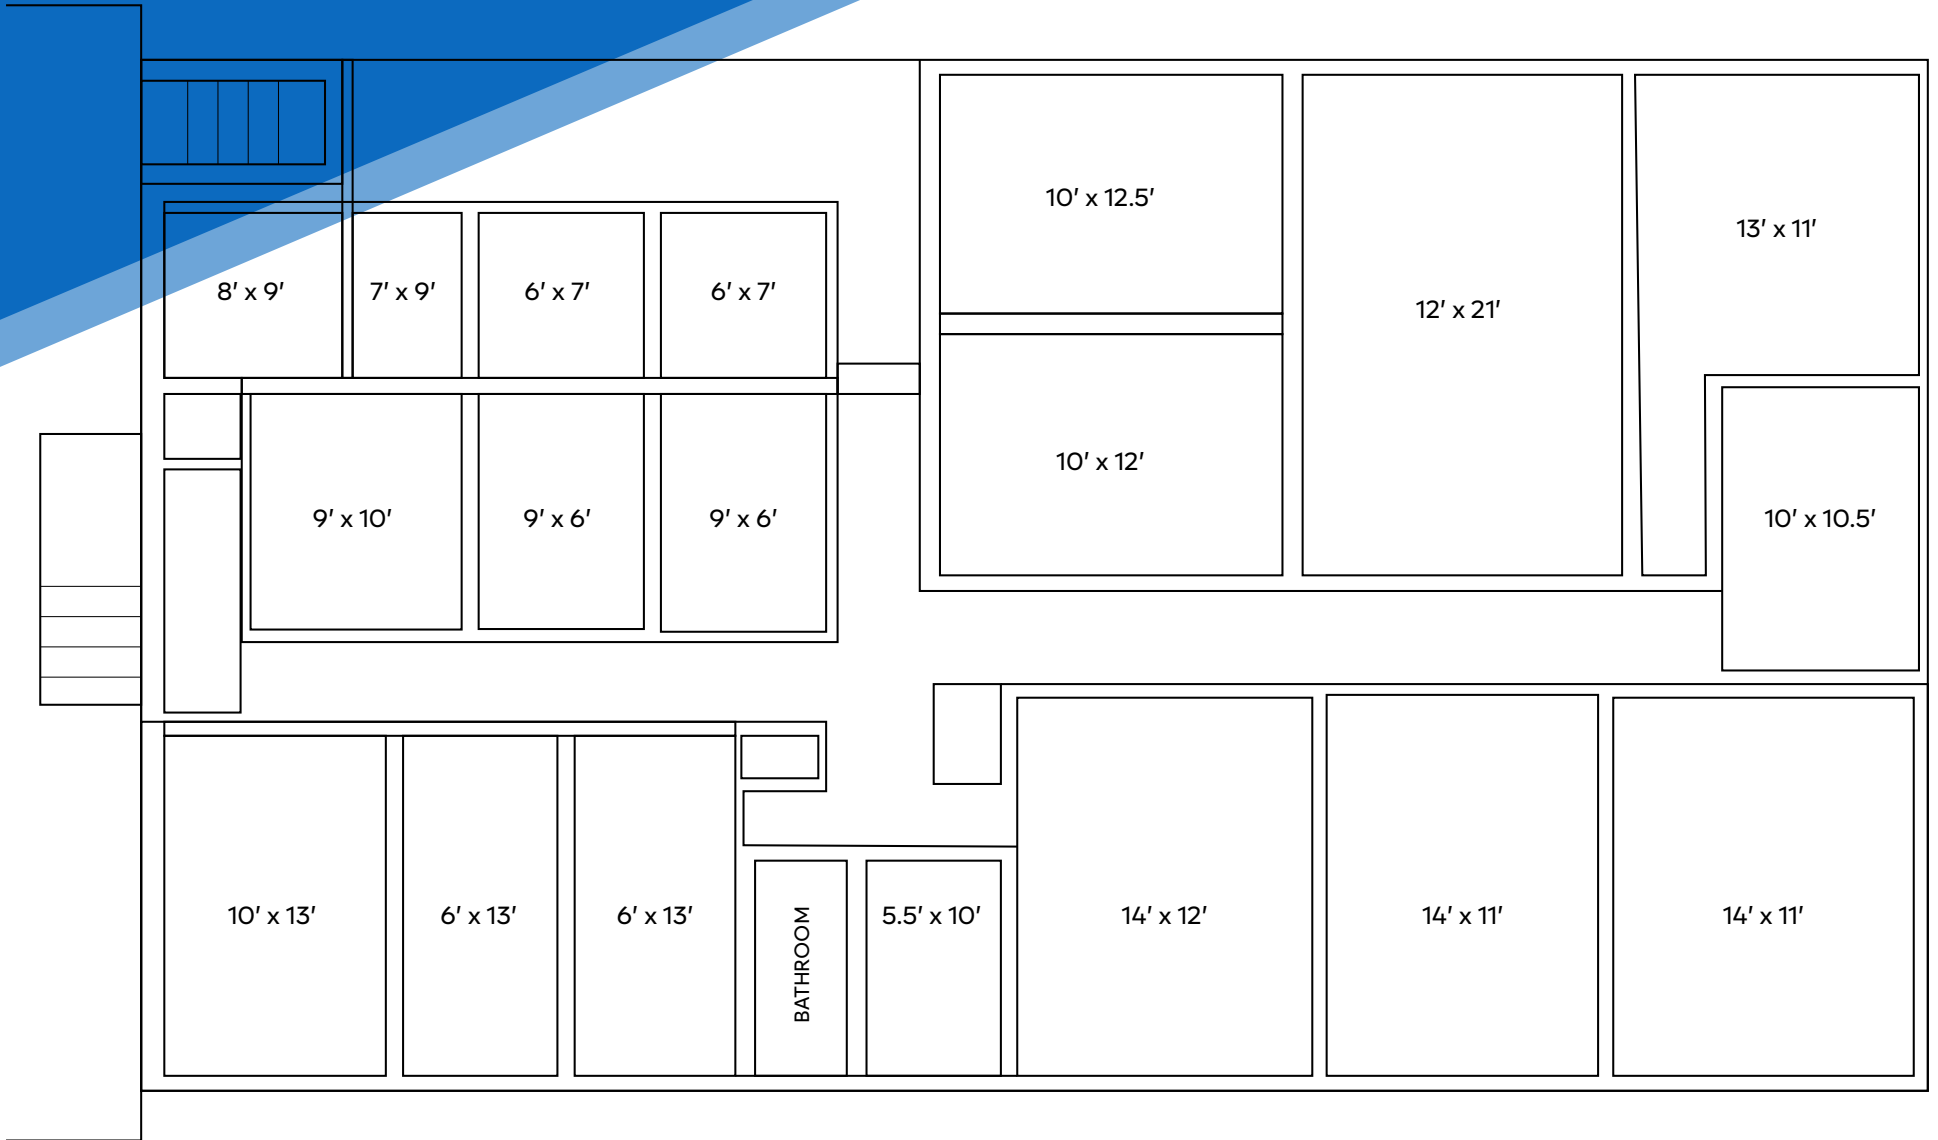 10' x 12.5'
13' x 11'
8' x 9'
7' x 9'
6' x 7'
6' x 7'
12' x 21'
10' x 12'
9' x 10'
9' x 6'
9' x 6'
10' x 10.5'
10' x 13'
6' x 13'
6' x 13'
BATHROOM
5.5' x 10'
14' x 12'
14' x 11'
14' x 11'